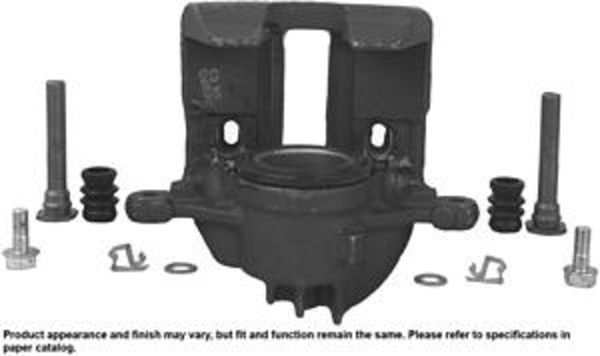 Product appearance and finish may vary, but fit and function remain the same. Please refer to specifications in
paper catalog.